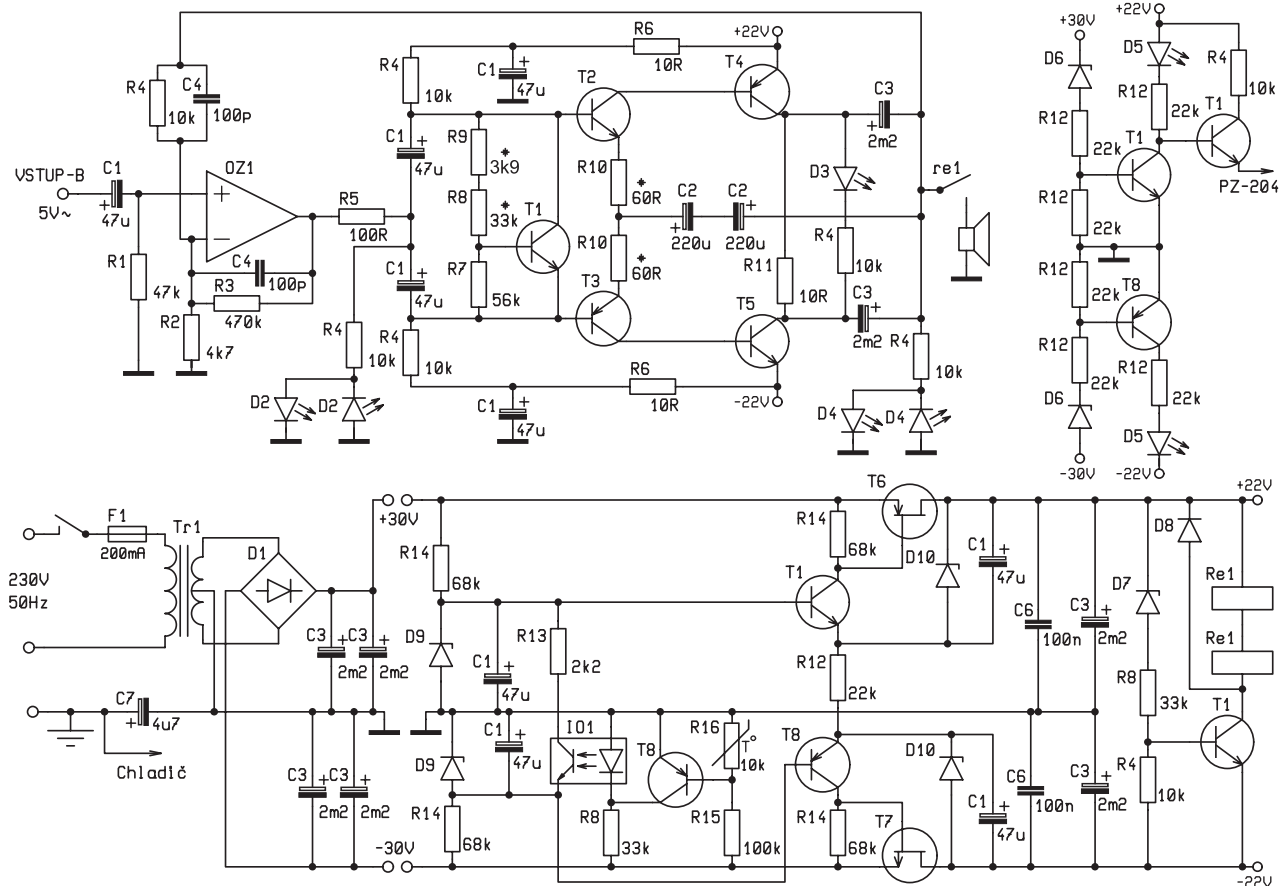 R6
10R
+22V
R4
10k
C1
+
47u
T2
T4
R4
10k
C4
100p
C1
+
47u
R9
*
3k9
R8
*
33k
R10
*
60R
C3
+
2m2
D3
re1
VSTUP-B
5V~
C1
+
47u
OZ1
+
−
R5
100R
T1
C2
+
220u
C2
+
220u
R1
47k
C4
100p
R3
470k
R2
4k7
C1
+
47u
R7
56k
R10
*
60R
T3
R11
10R
R4
10k
T5
C3
+
2m2
R4
10k
D2
D2
R4
10k
C1
+
47u
R6
10R
-22V
R4
10k
D4
D4
+30V
D6
R12
22k
R12
22k
R12
22k
R12
22k
D6
-30V
+22V
D5
R12
22k
T1
R4
10k
T1
PZ-204
T8
R12
22k
D5
-22V
230V
50Hz
F1
200mA
Tr1
D1
C3
+
2m2
C3
+
2m2
+30V
C7
+
4u7
Chladič
C3
+
2m2
C3
+
2m2
-30V
R14
68k
D9
C1
+
47u
R13
2k2
D9
C1
+
47u
R14
68k
IO1
R8
33k
T8
R16
T°
10k
R15
100k
T6
R14
68k
T1
R12
22k
D10
C1
+
47u
C6
100n
C3
+
2m2
T8
R14
68k
T7
D10
C1
+
47u
C6
100n
C3
+
2m2
D8
D7
Re1
Re1
R8
33k
T1
R4
10k
+22V
-22V